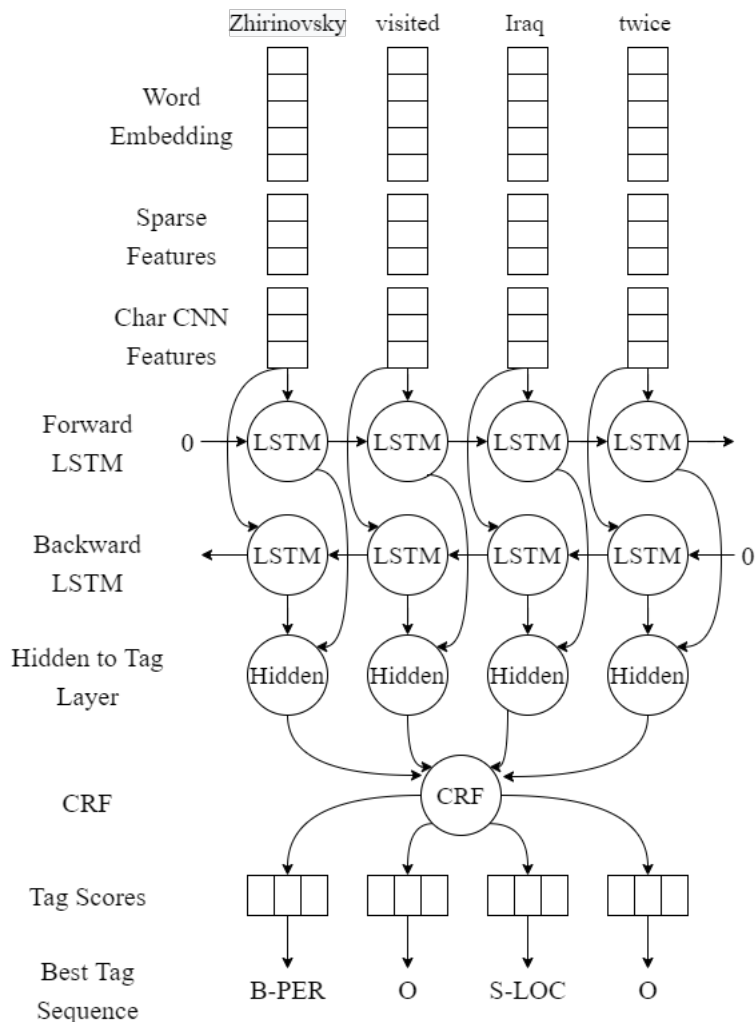 Zhirinovsky visited Iraq twice
Word
Embedding
Sparse
Features
Char CNN
Features
Forward
LSTM
0 LSTM LSTM LSTM LSTM
Backward
LSTM
LSTM LSTM LSTM LSTM 0
Hidden to Tag
Layer
Hidden Hidden Hidden Hidden
CRF
CRF
Tag Scores
Best Tag
Sequence
B-PER O S-LOC O